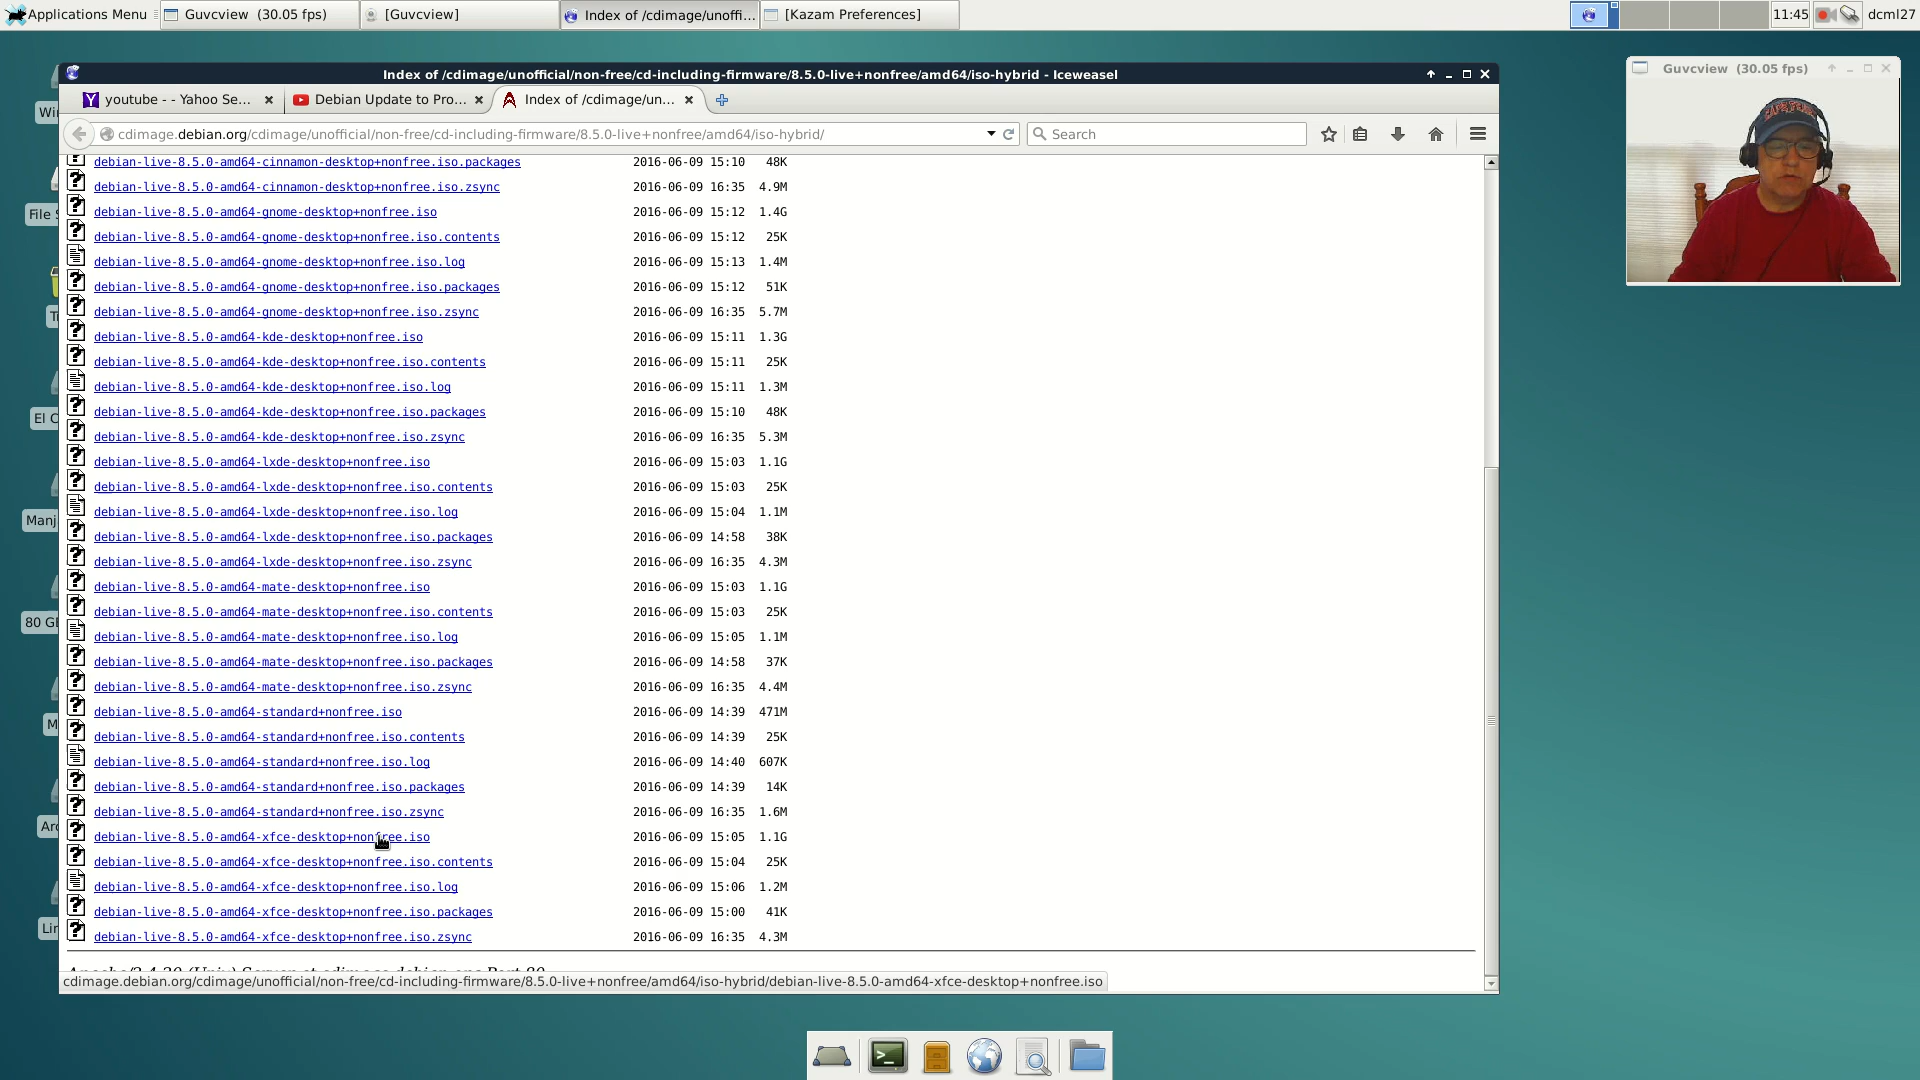 Applications Menu
Guvcview (30.05 fps)
[Guvcview]
Index of /cdimage/unoffi...
[Kazam Preferences]
11:45
dcml27
Index of /cdimage/unofficial/non-free/cd-including-firmware/8.5.0-live+nonfree/amd64/iso-hybrid - Iceweasel
Guvcview (30.05 fps)
youtube - - Yahoo Se...
Debian Update to Pro...
Index of /cdimage/un...
cdimage.debian.org/cdimage/unofficial/non-free/cd-including-firmware/8.5.0-live+nonfree/amd64/iso-hybrid/
Search
debian-live-8.5.0-amd64-cinnamon-desktop+nonfree.iso.packages 2016-06-09 15:10 48K
debian-live-8.5.0-amd64-cinnamon-desktop+nonfree.iso.zsync 2016-06-09 16:35 4.9M
debian-live-8.5.0-amd64-gnome-desktop+nonfree.iso 2016-06-09 15:12 1.4G
debian-live-8.5.0-amd64-gnome-desktop+nonfree.iso.contents 2016-06-09 15:12 25K
debian-live-8.5.0-amd64-gnome-desktop+nonfree.iso.log 2016-06-09 15:13 1.4M
debian-live-8.5.0-amd64-gnome-desktop+nonfree.iso.packages 2016-06-09 15:12 51K
debian-live-8.5.0-amd64-gnome-desktop+nonfree.iso.zsync 2016-06-09 16:35 5.7M
debian-live-8.5.0-amd64-kde-desktop+nonfree.iso 2016-06-09 15:11 1.3G
debian-live-8.5.0-amd64-kde-desktop+nonfree.iso.contents 2016-06-09 15:11 25K
debian-live-8.5.0-amd64-kde-desktop+nonfree.iso.log 2016-06-09 15:11 1.3M
debian-live-8.5.0-amd64-kde-desktop+nonfree.iso.packages 2016-06-09 15:10 48K
debian-live-8.5.0-amd64-kde-desktop+nonfree.iso.zsync 2016-06-09 16:35 5.3M
debian-live-8.5.0-amd64-lxde-desktop+nonfree.iso 2016-06-09 15:03 1.1G
debian-live-8.5.0-amd64-lxde-desktop+nonfree.iso.contents 2016-06-09 15:03 25K
debian-live-8.5.0-amd64-lxde-desktop+nonfree.iso.log 2016-06-09 15:04 1.1M
debian-live-8.5.0-amd64-lxde-desktop+nonfree.iso.packages 2016-06-09 14:58 38K
debian-live-8.5.0-amd64-lxde-desktop+nonfree.iso.zsync 2016-06-09 16:35 4.3M
debian-live-8.5.0-amd64-mate-desktop+nonfree.iso 2016-06-09 15:03 1.1G
debian-live-8.5.0-amd64-mate-desktop+nonfree.iso.contents 2016-06-09 15:03 25K
debian-live-8.5.0-amd64-mate-desktop+nonfree.iso.log 2016-06-09 15:05 1.1M
debian-live-8.5.0-amd64-mate-desktop+nonfree.iso.packages 2016-06-09 14:58 37K
debian-live-8.5.0-amd64-mate-desktop+nonfree.iso.zsync 2016-06-09 16:35 4.4M
debian-live-8.5.0-amd64-standard+nonfree.iso 2016-06-09 14:39 471M
debian-live-8.5.0-amd64-standard+nonfree.iso.contents 2016-06-09 14:39 25K
debian-live-8.5.0-amd64-standard+nonfree.iso.log 2016-06-09 14:40 607K
debian-live-8.5.0-amd64-standard+nonfree.iso.packages 2016-06-09 14:39 14K
debian-live-8.5.0-amd64-standard+nonfree.iso.zsync 2016-06-09 16:35 1.6M
debian-live-8.5.0-amd64-xfce-desktop+nonfree.iso 2016-06-09 15:05 1.1G
debian-live-8.5.0-amd64-xfce-desktop+nonfree.iso.contents 2016-06-09 15:04 25K
debian-live-8.5.0-amd64-xfce-desktop+nonfree.iso.log 2016-06-09 15:06 1.2M
debian-live-8.5.0-amd64-xfce-desktop+nonfree.iso.packages 2016-06-09 15:00 41K
debian-live-8.5.0-amd64-xfce-desktop+nonfree.iso.zsync 2016-06-09 16:35 4.3M
cdimage.debian.org/cdimage/unofficial/non-free/cd-including-firmware/8.5.0-live+nonfree/amd64/iso-hybrid/debian-live-8.5.0-amd64-xfce-desktop+nonfree.iso
Wi
File S
El C
Manj
80 G
M
Ar
Lir